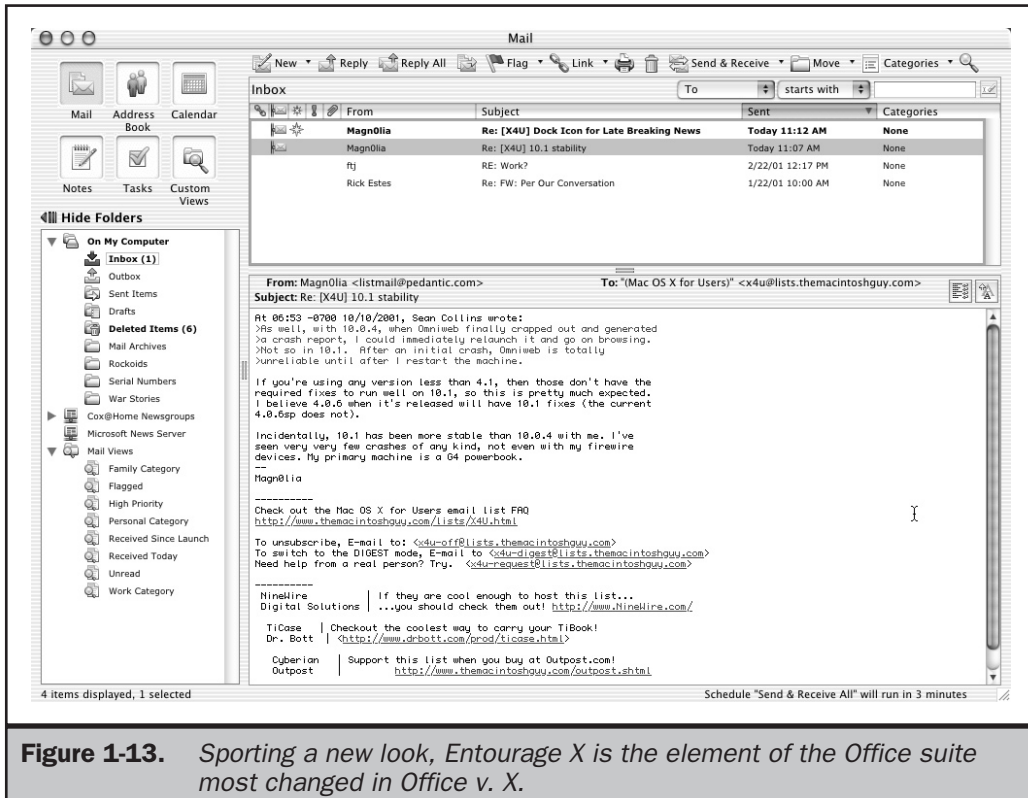 Mail
New Reply Reply All Flag Link Send & Receive Move Categories
Mail Address Book Calendar
Notes Tasks Custom Views
Hide Folders
On My Computer
Inbox (1)
Outbox
Sent Items
Drafts
Deleted Items (6)
Mail Archives
Rockoids
Serial Numbers
War Stories
Cox@Home Newsgroups
Microsoft News Server
Mail Views
Family Category
Flagged
High Priority
Personal Category
Received Since Launch
Received Today
Unread
Work Category
Inbox To starts with
From Subject Sent Categories
Magn0lia Re: [X4U] Dock Icon for Late Breaking News Today 11:12 AM None
Magn0lia Re: [X4U] 10.1 stability Today 11:07 AM None
ftj RE: Work? 2/22/01 12:17 PM None
Rick Estes Re: FW: Per Our Conversation 1/22/01 10:00 AM None
From: Magn0lia <listmail@pedantic.com> To: "(Mac OS X for Users)" <x4u@lists.themacintoshguy.com>
Subject: Re: [X4U] 10.1 stability
At 06:53 -0700 10/10/2001, Sean Collins wrote:
>As well, with 10.0.4, when Omniweb finally crapped out and generated
>a crash report, I could immediately relaunch it and go on browsing.
>Not so in 10.1. After an initial crash, Omniweb is totally
>unreliable until after I restart the machine.
If you're using any version less than 4.1, then those don't have the
required fixes to run well on 10.1, so this is pretty much expected.
I believe 4.0.6 when it's released will have 10.1 fixes (the current
4.0.6sp does not).
Incidentally, 10.1 has been more stable than 10.0.4 with me. I've
seen very very few crashes of any kind, not even with my firewire
devices. My primary machine is a G4 powerbook.
--
Magn0lia
----------
Check out the Mac OS X for Users email list FAQ
http://www.themacintoshguy.com/lists/X4U.html
To unsubscribe, E-mail to: <x4u-off@lists.themacintoshguy.com>
To switch to the DIGEST mode, E-mail to <x4u-digest@lists.themacintoshguy.com>
Need help from a real person? Try. <x4u-request@lists.themacintoshguy.com>
----------
NineWire | If they are cool enough to host this list...
Digital Solutions | ...you should check them out! http://www.NineWire.com/
TiCase | Checkout the coolest way to carry your TiBook!
Dr. Bott | <http://www.drbott.com/prod/ticase.html>
Cyberian | Support this list when you buy at Outpost.com!
Outpost | http://www.themacintoshguy.com/outpost.shtml
4 items displayed, 1 selected
Schedule "Send & Receive All" will run in 3 minutes
Figure 1-13. Sporting a new look, Entourage X is the element of the Office suite
most changed in Office v. X.